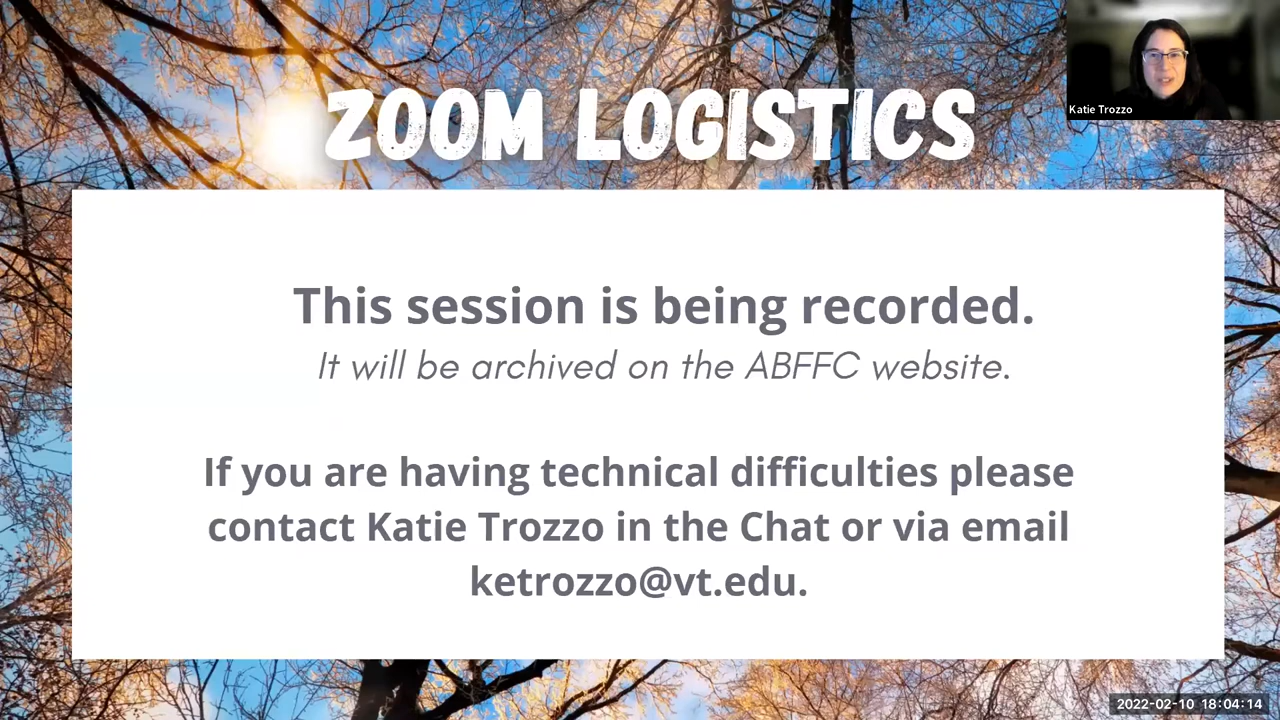 Katie Trozzo
ZOOM LOGISTICS
This session is being recorded.
It will be archived on the ABFFC website.
If you are having technical difficulties please
contact Katie Trozzo in the Chat or via email
ketrozzo@vt.edu.
2022-02-10 18:04:14